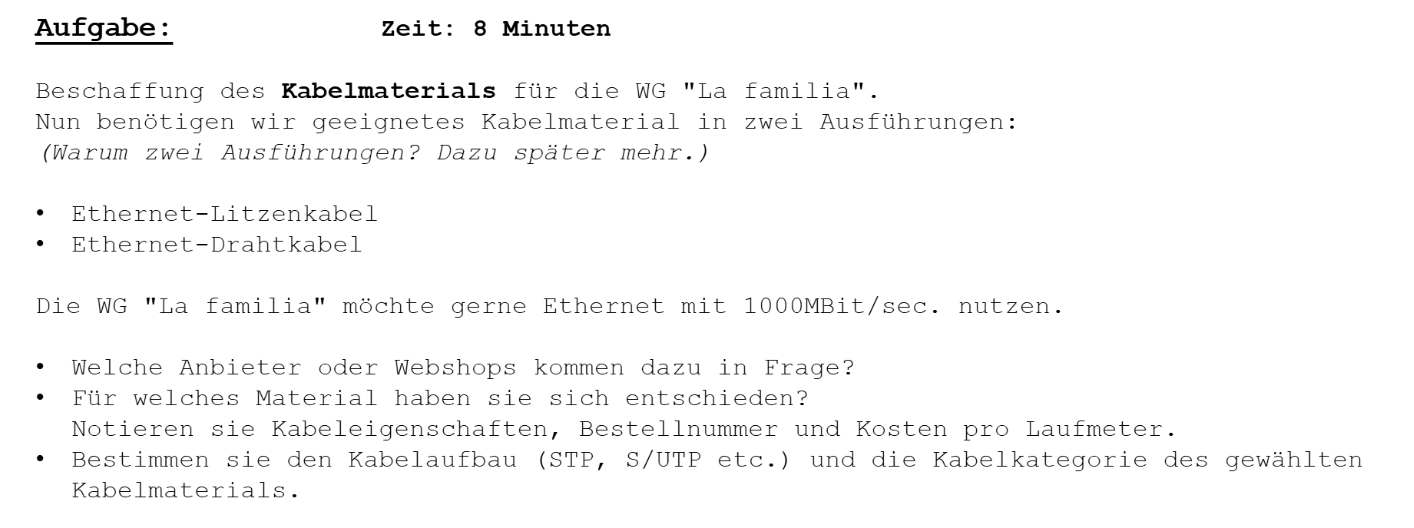 Aufgabe: Zeit: 8 Minuten
Beschaffung des Kabelmaterials für die WG "La familia".
Nun benötigen wir geeignetes Kabelmaterial in zwei Ausführungen:
(Warum zwei Ausführungen? Dazu später mehr.)
• Ethernet-Litzenkabel
• Ethernet-Drahtkabel
Die WG "La familia" möchte gerne Ethernet mit 1000MBit/sec. nutzen.
• Welche Anbieter oder Webshops kommen dazu in Frage?
• Für welches Material haben sie sich entschieden?
Notieren sie Kabeleigenschaften, Bestellnummer und Kosten pro Laufmeter.
• Bestimmen sie den Kabelaufbau (STP, S/UTP etc.) und die Kabelkategorie des gewählten
Kabelmaterials.